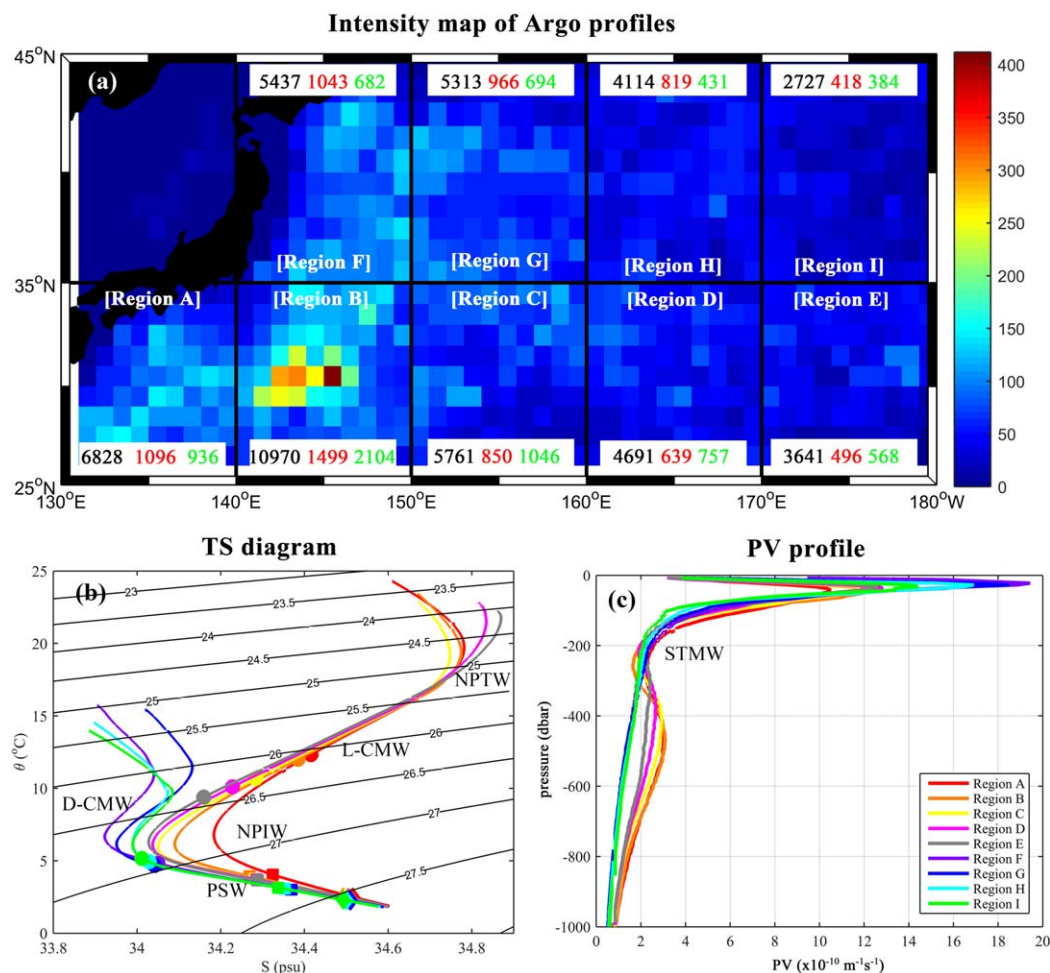 Intensity map of Argo profiles
45°N
35°N
25°N
(a)
5437 1043 682
5313 966 694
4114 819 431
2727 418 384
[Region F]
[Region G]
[Region H]
[Region I]
[Region A]
[Region B]
[Region C]
[Region D]
[Region E]
6828 1096 936
10970 1499 2104
5761 850 1046
4691 639 757
3641 496 568
130°E
140°E
150°E
160°E
170°E
180°W
400
350
300
250
200
150
100
50
0
TS diagram
(b)
25
20
15
10
5
0
θ (°C)
23
23.5
24
24.5
25
25
25.5
25.5
26
26
26.5
26.5
27
27
27.5
NPTW
L-CMW
D-CMW
NPIW
PSW
33.8
34
34.2
34.4
34.6
34.8
S (psu)
PV profile
(c)
0
-200
-400
-600
-800
-1000
pressure (dbar)
STMW
Region A
Region B
Region C
Region D
Region E
Region F
Region G
Region H
Region I
0
2
4
6
8
10
12
14
16
18
20
PV (x10⁻¹⁰ m⁻¹s⁻¹)